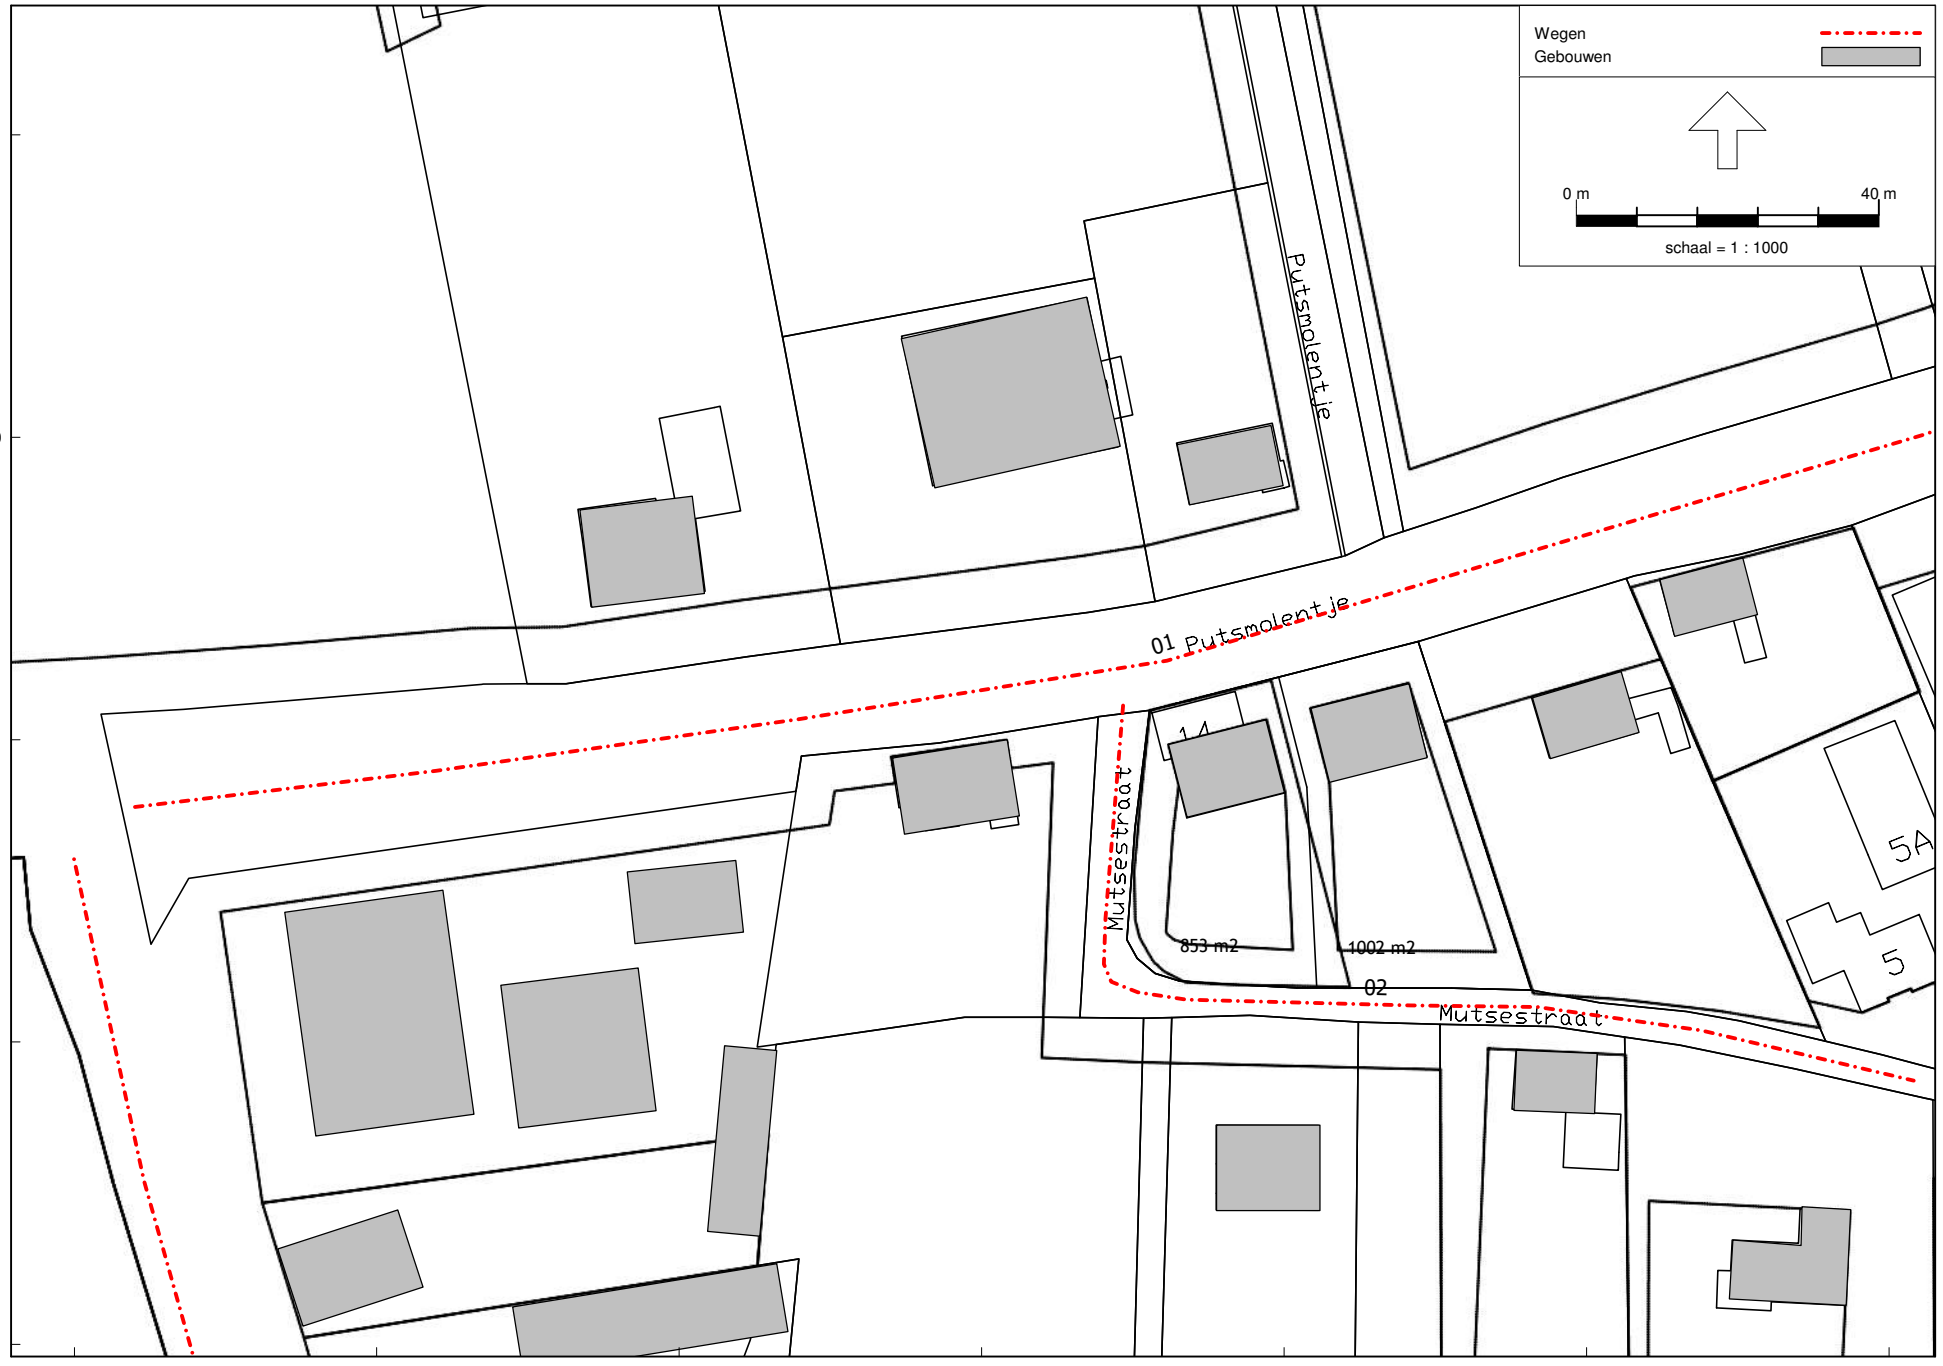 Wegen
Gebouwen
0 m 40 m
schaal = 1 : 1000
Putsmolentje
01 Putsmolentje
14
Mutsestraat
5A
853 m2
1002 m2
5
02
Mutsestraat